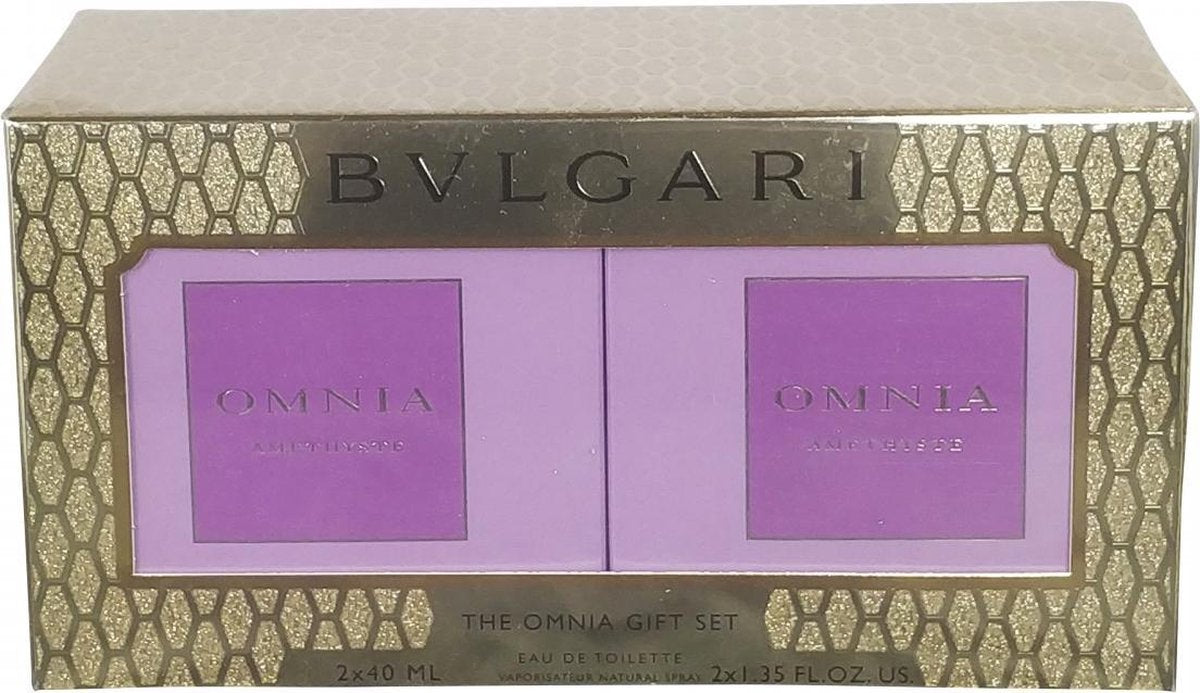 BVLGARI
OMNIA
AMETHYSTE
OMNIA
AMETHYSTE
THE OMNIA GIFT SET
EAU DE TOILETTE
2x40 ML VAPORISATEUR NATURAL SPRAY 2x1.35 FL.OZ. US.